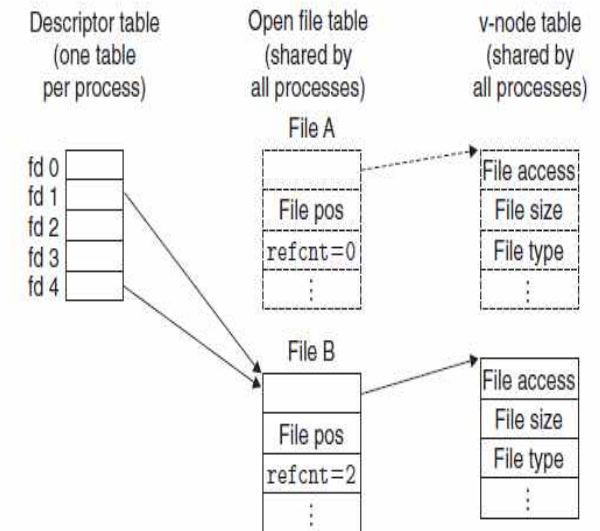 Descriptor table
(one table
per process)
Open file table
(shared by
all processes)
v-node table
(shared by
all processes)
File A
fd 0
fd 1
fd 2
fd 3
fd 4
File pos
refcnt=0
⋮
File access
File size
File type
⋮
File B
File pos
refcnt=2
⋮
File access
File size
File type
⋮